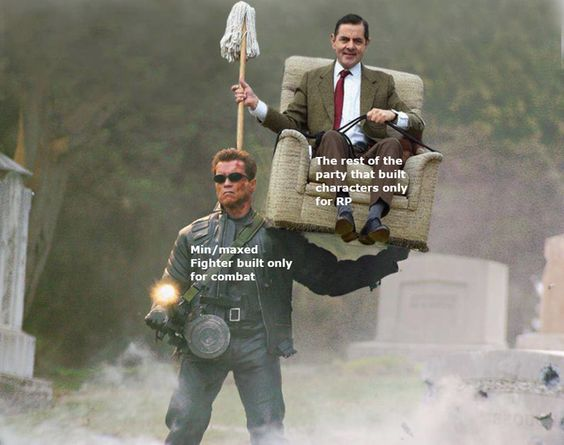 The rest of the
party that built
characters only
for RP
Min/maxed
Fighter built only
for combat